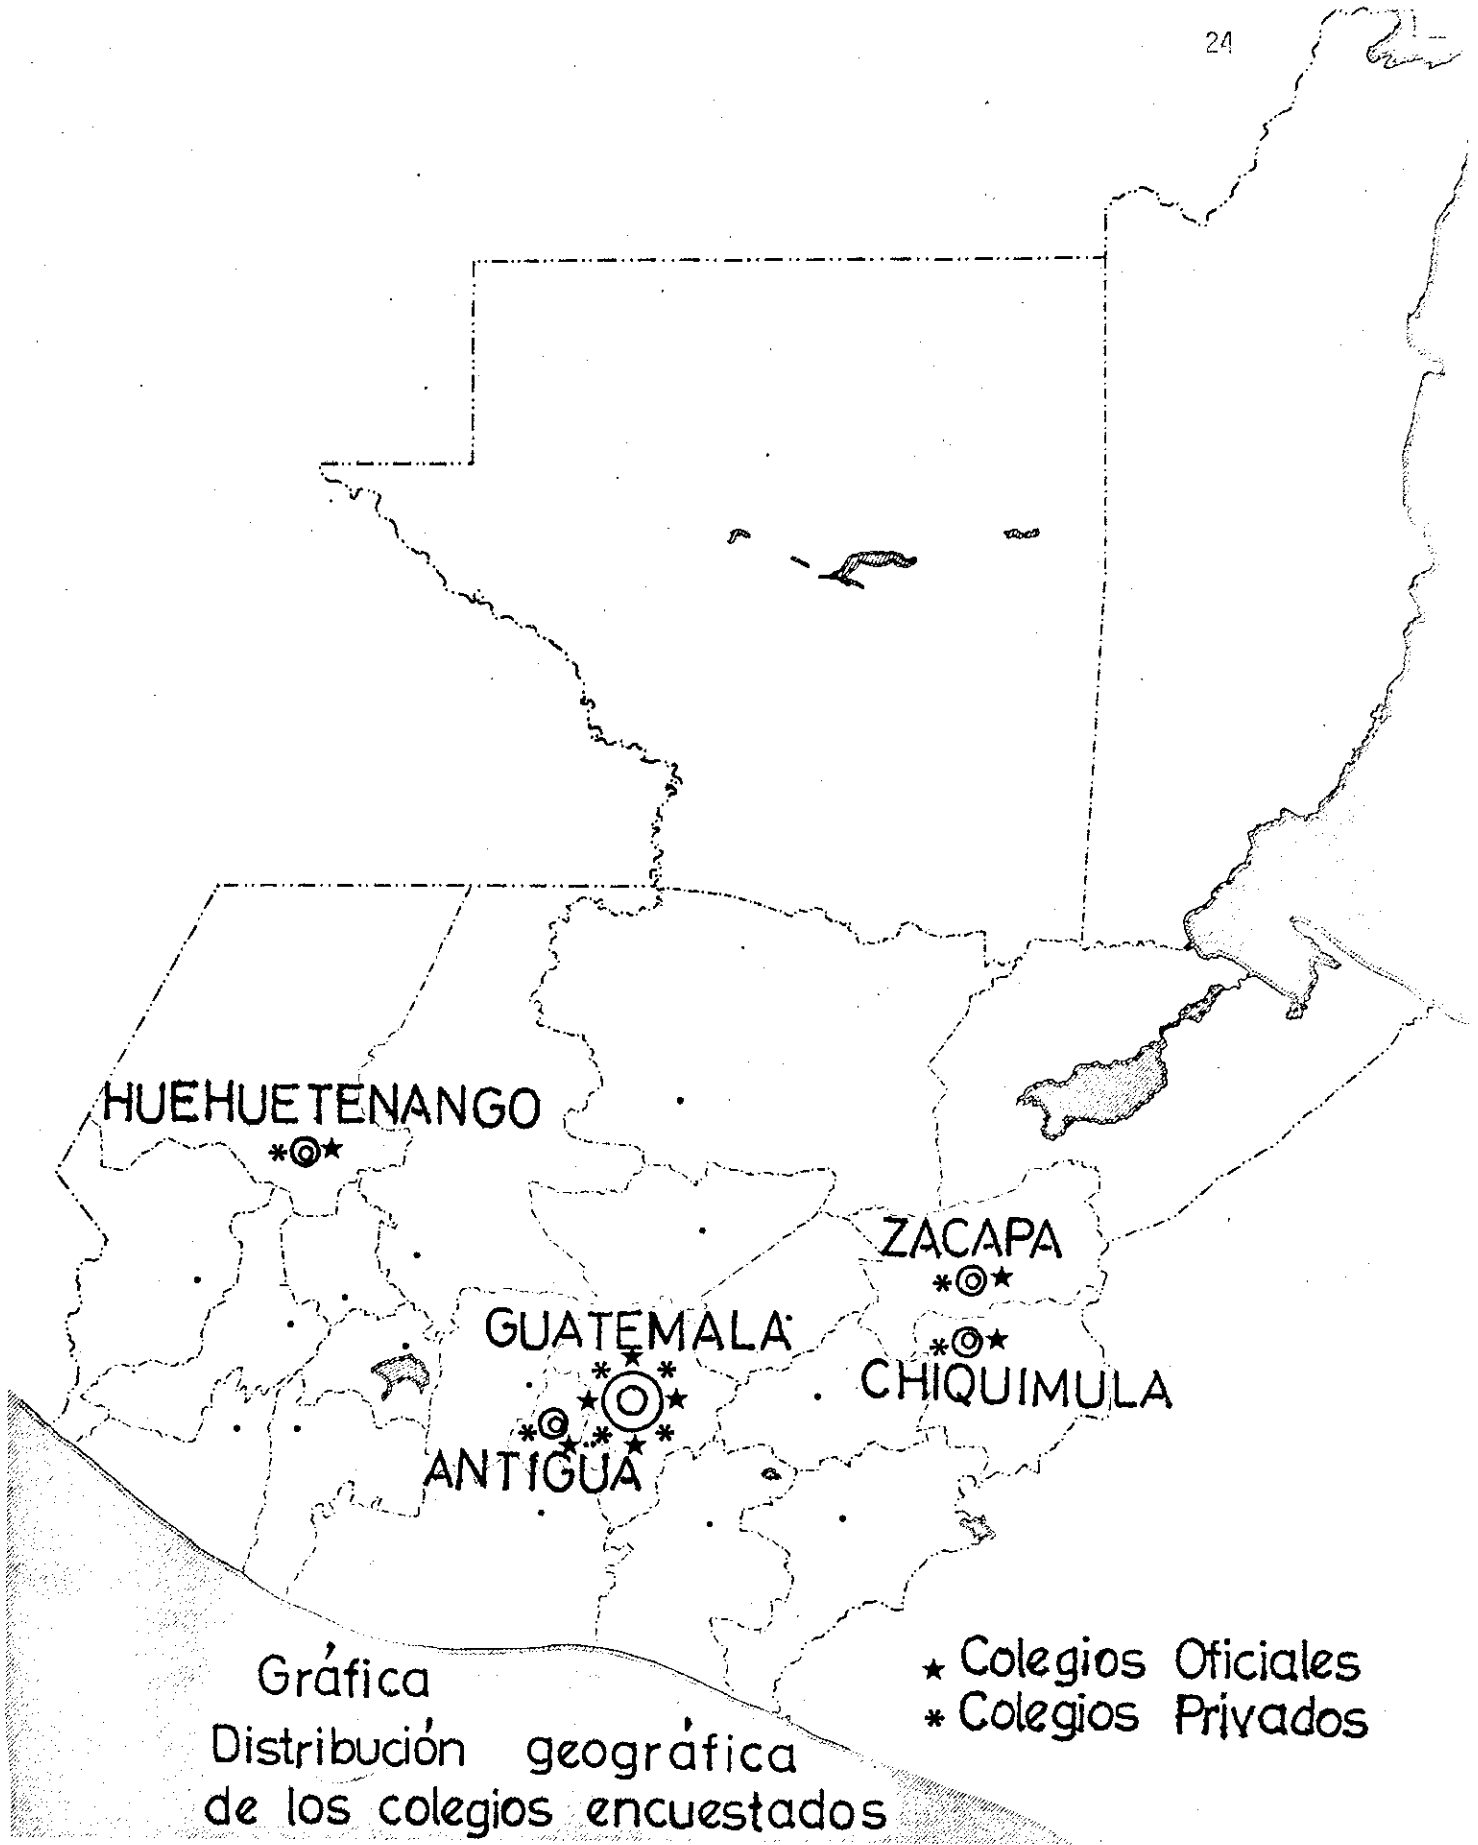 24
HUEHUETENANGO
ZACAPA
GUATEMALA
CHIQUIMULA
ANTIGUA
★ Colegios Oficiales
* Colegios Privados
Gráfica
Distribución geográfica
de los colegios encuestados